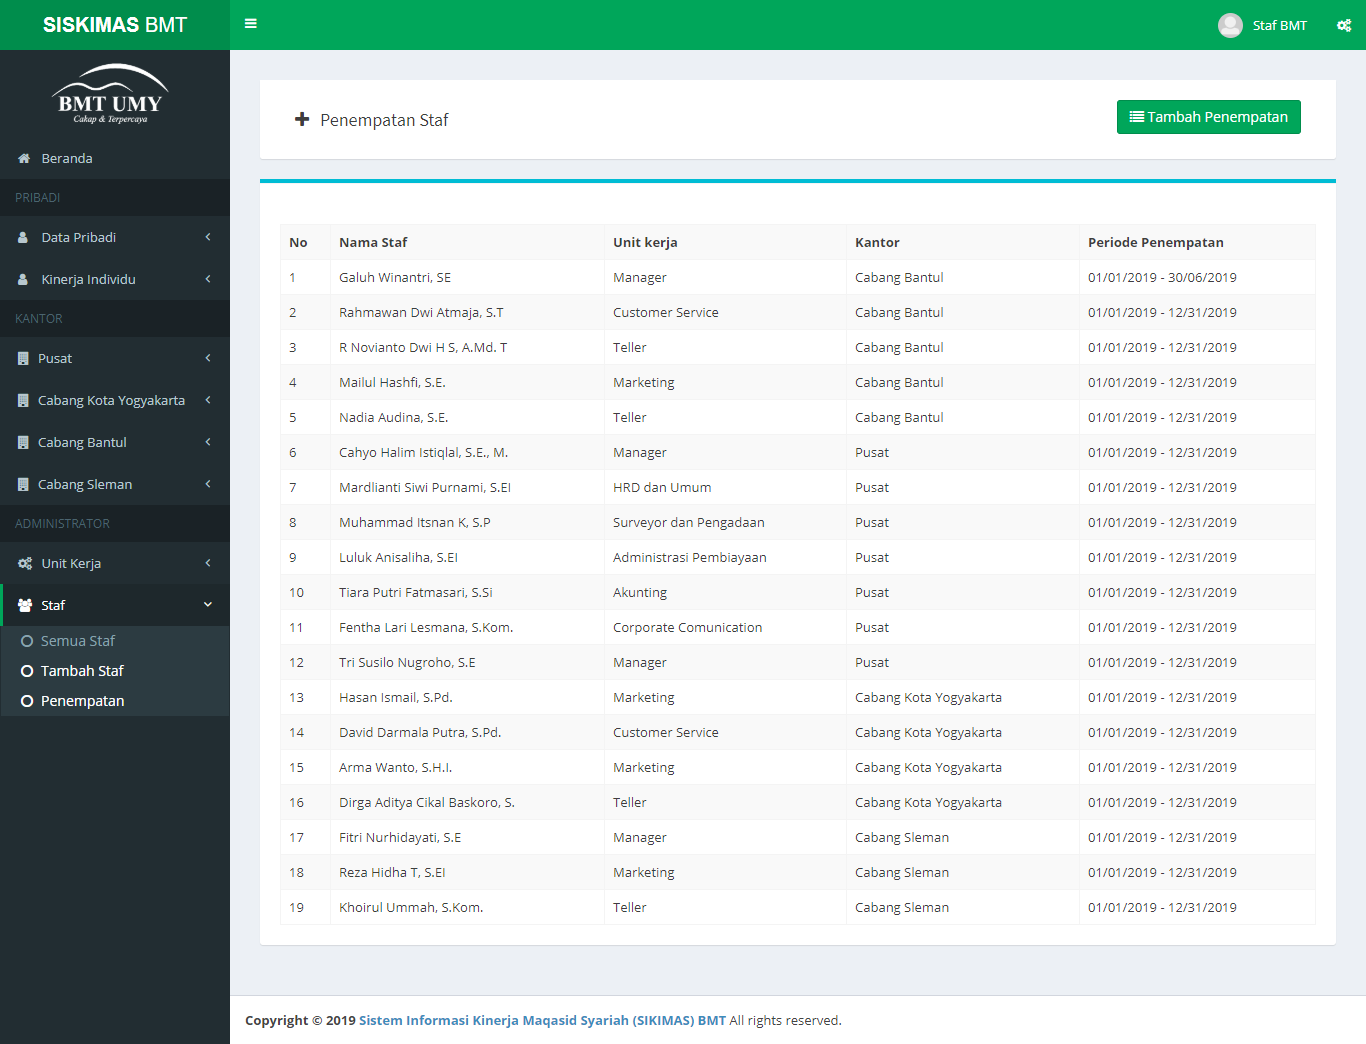 SISKIMAS BMT
Staf BMT
BMT UMY
Cakap & Terpercaya
Beranda
PRIBADI
Data Pribadi
Kinerja Individu
KANTOR
Pusat
Cabang Kota Yogyakarta
Cabang Bantul
Cabang Sleman
ADMINISTRATOR
Unit Kerja
Staf
Semua Staf
Tambah Staf
Penempatan
Penempatan Staf
Tambah Penempatan
No Nama Staf Unit kerja Kantor Periode Penempatan
1 Galuh Winantri, SE Manager Cabang Bantul 01/01/2019 - 30/06/2019
2 Rahmawan Dwi Atmaja, S.T Customer Service Cabang Bantul 01/01/2019 - 12/31/2019
3 R Novianto Dwi H S, A.Md. T Teller Cabang Bantul 01/01/2019 - 12/31/2019
4 Mailul Hashfi, S.E. Marketing Cabang Bantul 01/01/2019 - 12/31/2019
5 Nadia Audina, S.E. Teller Cabang Bantul 01/01/2019 - 12/31/2019
6 Cahyo Halim Istiqlal, S.E., M. Manager Pusat 01/01/2019 - 12/31/2019
7 Mardlianti Siwi Purnami, S.EI HRD dan Umum Pusat 01/01/2019 - 12/31/2019
8 Muhammad Itsnan K, S.P Surveyor dan Pengadaan Pusat 01/01/2019 - 12/31/2019
9 Luluk Anisaliha, S.EI Administrasi Pembiayaan Pusat 01/01/2019 - 12/31/2019
10 Tiara Putri Fatmasari, S.Si Akunting Pusat 01/01/2019 - 12/31/2019
11 Fentha Lari Lesmana, S.Kom. Corporate Comunication Pusat 01/01/2019 - 12/31/2019
12 Tri Susilo Nugroho, S.E Manager Pusat 01/01/2019 - 12/31/2019
13 Hasan Ismail, S.Pd. Marketing Cabang Kota Yogyakarta 01/01/2019 - 12/31/2019
14 David Darmala Putra, S.Pd. Customer Service Cabang Kota Yogyakarta 01/01/2019 - 12/31/2019
15 Arma Wanto, S.H.I. Marketing Cabang Kota Yogyakarta 01/01/2019 - 12/31/2019
16 Dirga Aditya Cikal Baskoro, S. Teller Cabang Kota Yogyakarta 01/01/2019 - 12/31/2019
17 Fitri Nurhidayati, S.E Manager Cabang Sleman 01/01/2019 - 12/31/2019
18 Reza Hidha T, S.EI Marketing Cabang Sleman 01/01/2019 - 12/31/2019
19 Khoirul Ummah, S.Kom. Teller Cabang Sleman 01/01/2019 - 12/31/2019
Copyright © 2019 Sistem Informasi Kinerja Maqasid Syariah (SIKIMAS) BMT All rights reserved.